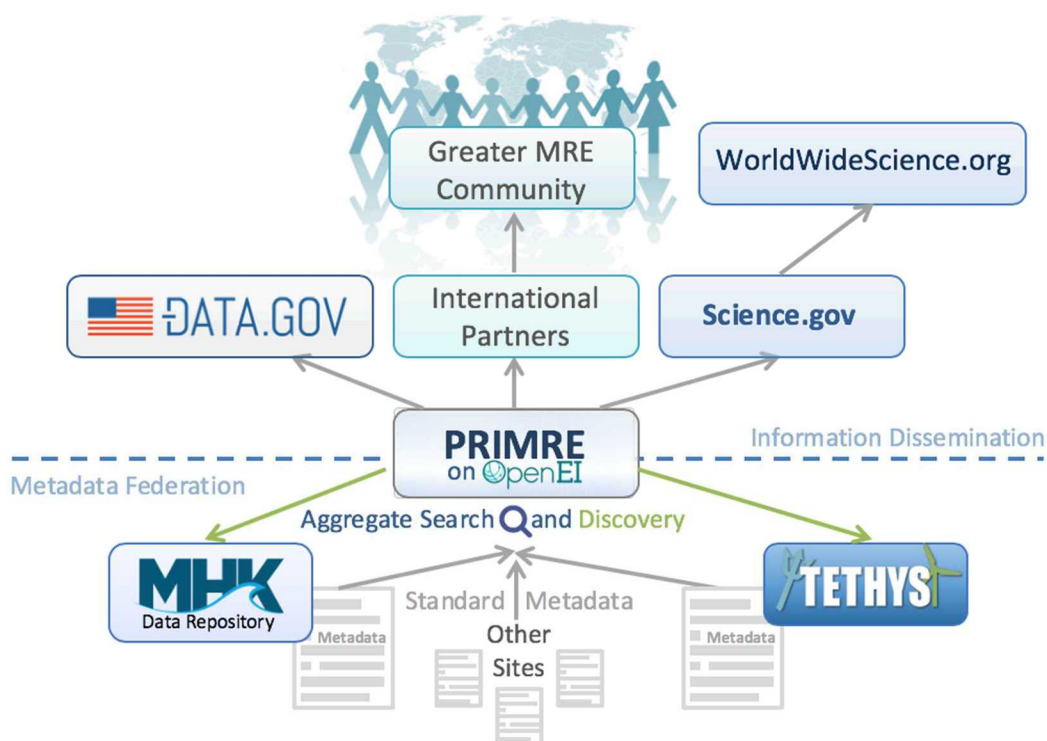 Greater MRE
Community
WorldWideScience.org
DATA.GOV
International
Partners
Science.gov
PRIMRE
on OpenEI
Information Dissemination
Metadata Federation
Aggregate Search and Discovery
MHK
Data Repository
TETHYS
Standard Metadata
Metadata
Metadata
Other
Sites